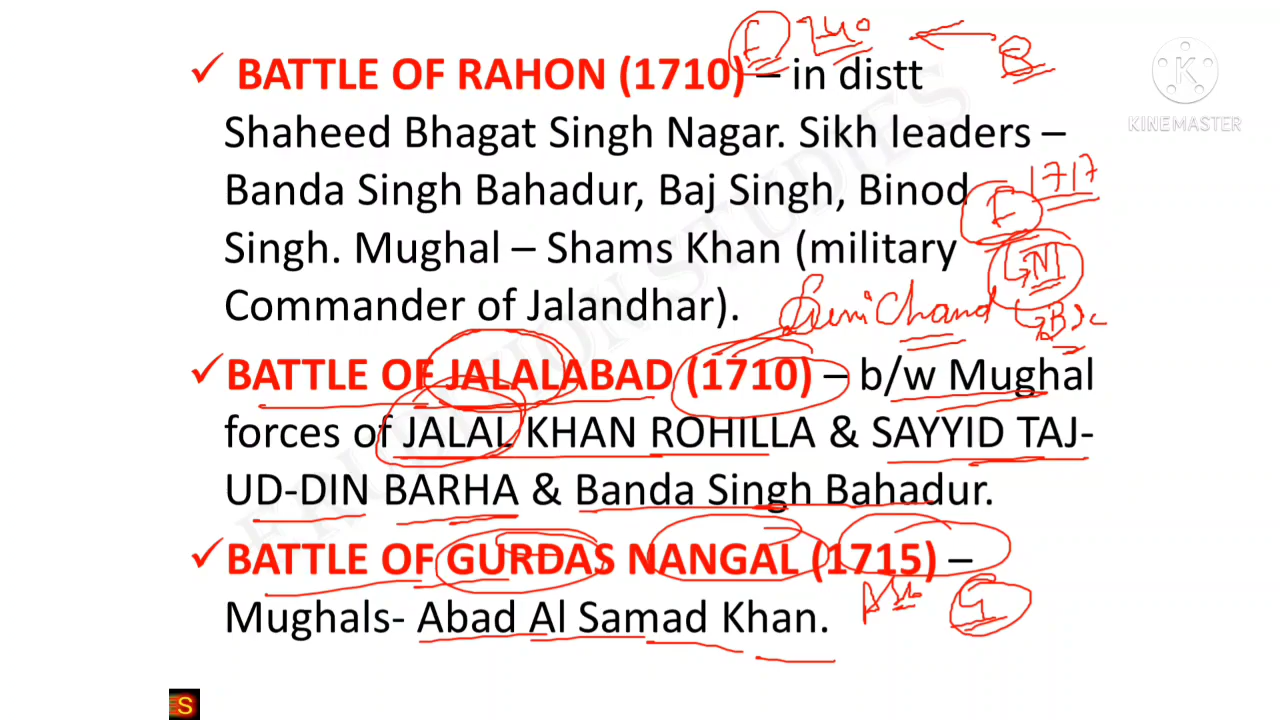 ✓ BATTLE OF RAHON (1710) – in distt
Shaheed Bhagat Singh Nagar. Sikh leaders –
Banda Singh Bahadur, Baj Singh, Binod
Singh. Mughal – Shams Khan (military
Commander of Jalandhar).
✓BATTLE OF JALALABAD (1710) – b/w Mughal
forces of JALAL KHAN ROHILLA & SAYYID TAJ-
UD-DIN BARHA & Banda Singh Bahadur.
✓BATTLE OF GURDAS NANGAL (1715) –
Mughals- Abad Al Samad Khan.
B
1717
N
Chand
G
K
KINEMASTER
ERUDITION STUDIES
S